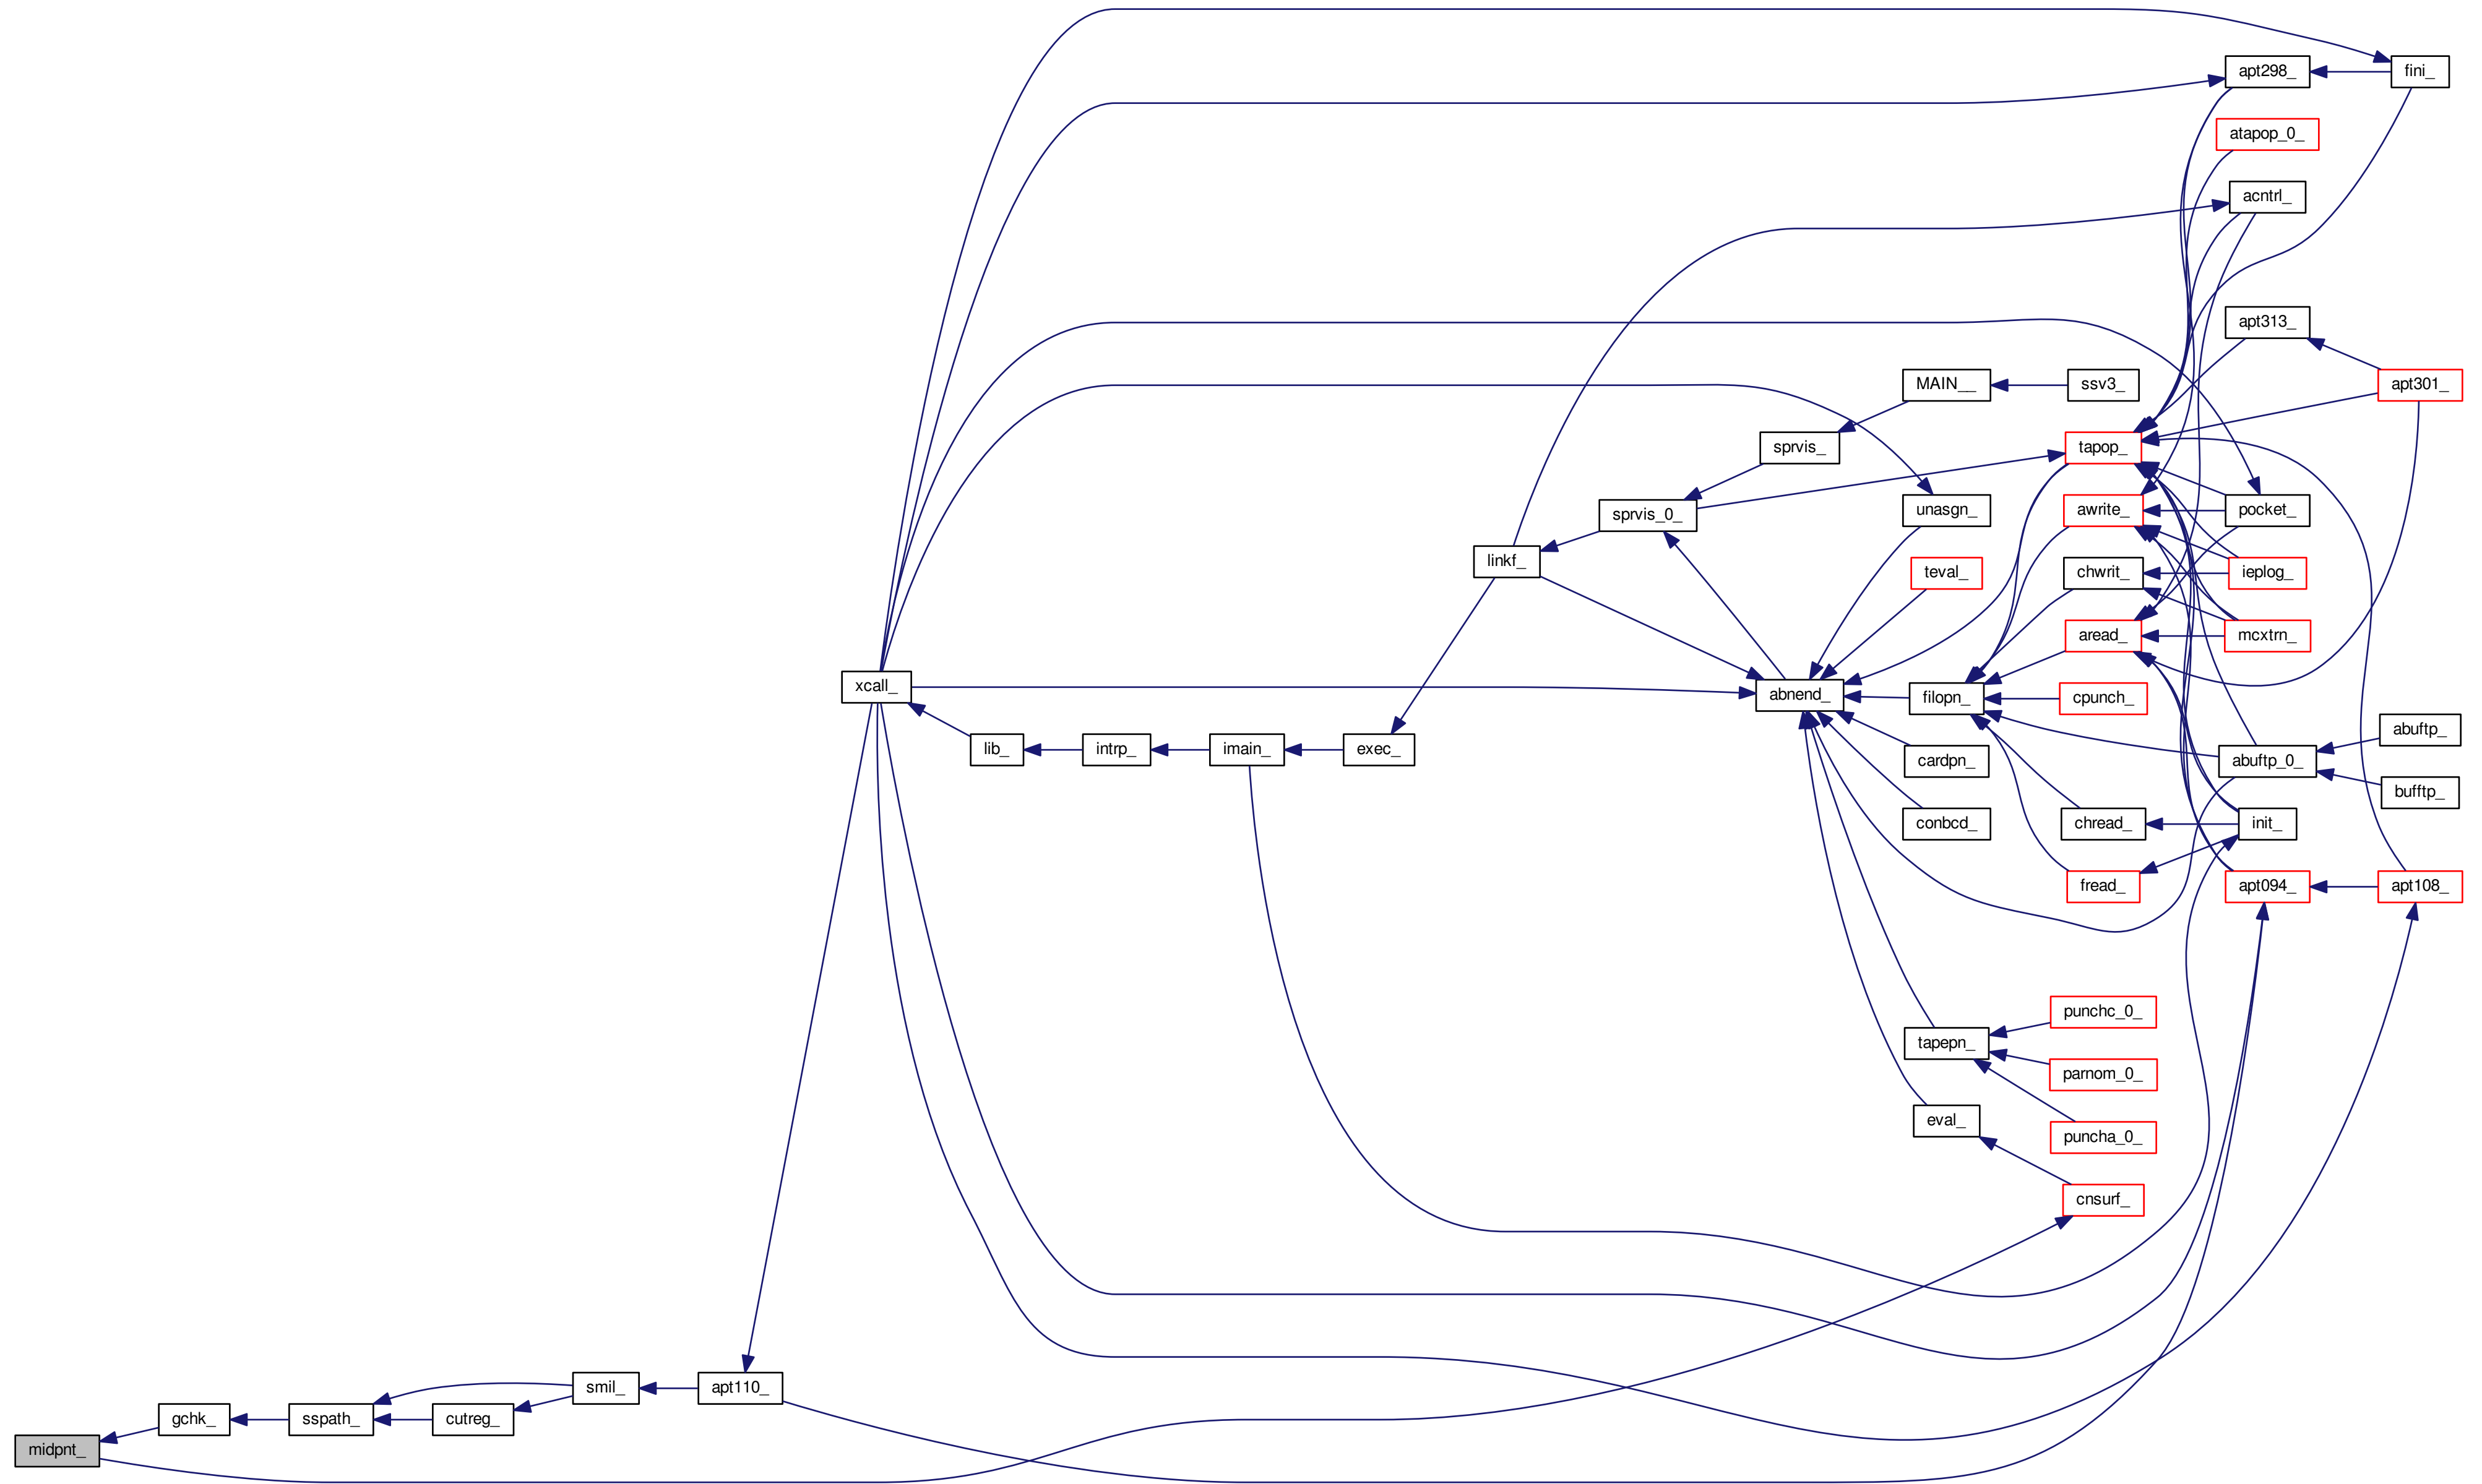 fini_
apt298_
atapop_0_
acntrl_
apt313_
MAIN__
ssv3_
apt301_
sprvis_
tapop_
sprvis_0_
unasgn_
awrite_
pocket_
linkf_
teval_
chwrit_
ieplog_
aread_
mcxtrn_
xcall_
abnend_
filopn_
cpunch_
abuftp_
lib_
intrp_
imain_
exec_
cardpn_
abuftp_0_
bufftp_
conbcd_
chread_
init_
fread_
apt094_
apt108_
punchc_0_
tapepn_
parnom_0_
eval_
puncha_0_
cnsurf_
smil_
apt110_
gchk_
sspath_
cutreg_
midpnt_